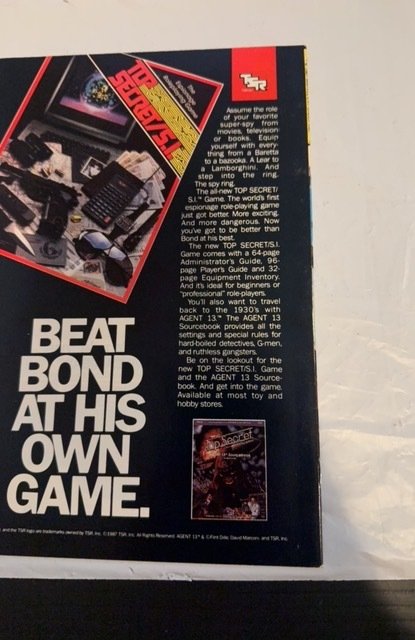 TOP
SECRET/S.I.
The
Espionage
Roleplaying Game
TSR
Assume the role
of your favorite
super-spy from
movies, television
or books. Equip
yourself with every-
thing from a Baretta
to a bazooka. A Lear to
a Lamborghini. And
step into the ring.
The spy ring.
The all-new TOP SECRET/
S.I.™ Game. The world's first
espionage role-playing game
just got better. More exciting.
And more dangerous. Now
you've got to be better than
Bond at his best.
The new TOP SECRET/S.I.
Game comes with a 64-page
Administrator's Guide, 96-
page Player's Guide and 32-
page Equipment Inventory.
And it's ideal for beginners or
"professional" role-players.
You'll also want to travel
back to the 1930's with
AGENT 13.™ The AGENT 13
Sourcebook provides all the
settings and special rules for
hard-boiled detectives, G-men,
and ruthless gangsters.
Be on the lookout for the
new TOP SECRET/S.I. Game
and the AGENT 13 Source-
book. And get into the game.
Available at most toy and
hobby stores.
BEAT
BOND
AT HIS
OWN
GAME.
Top Secret
and the TSR logo are trademarks owned by TSR, Inc. ©1987 TSR, Inc. All Rights Reserved. AGENT 13™ & ©Flint Dille, David Marconi, and TSR, Inc.